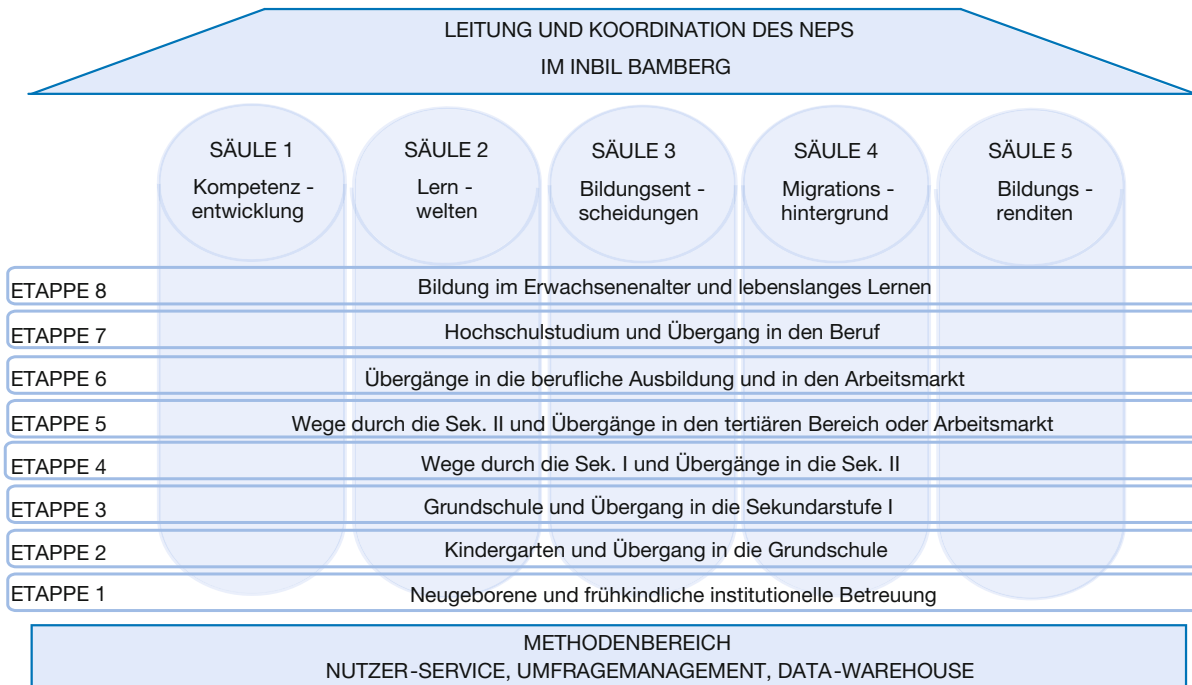 LEITUNG UND KOORDINATION DES NEPS
IM INBIL BAMBERG
SÄULE 1
Kompetenz -
entwicklung
SÄULE 2
Lern -
welten
SÄULE 3
Bildungsent -
scheidungen
SÄULE 4
Migrations -
hintergrund
SÄULE 5
Bildungs -
renditen
ETAPPE 8 Bildung im Erwachsenenalter und lebenslanges Lernen
ETAPPE 7 Hochschulstudium und Übergang in den Beruf
ETAPPE 6 Übergänge in die berufliche Ausbildung und in den Arbeitsmarkt
ETAPPE 5 Wege durch die Sek. II und Übergänge in den tertiären Bereich oder Arbeitsmarkt
ETAPPE 4 Wege durch die Sek. I und Übergänge in die Sek. II
ETAPPE 3 Grundschule und Übergang in die Sekundarstufe I
ETAPPE 2 Kindergarten und Übergang in die Grundschule
ETAPPE 1 Neugeborene und frühkindliche institutionelle Betreuung
METHODENBEREICH
NUTZER-SERVICE, UMFRAGEMANAGEMENT, DATA-WAREHOUSE